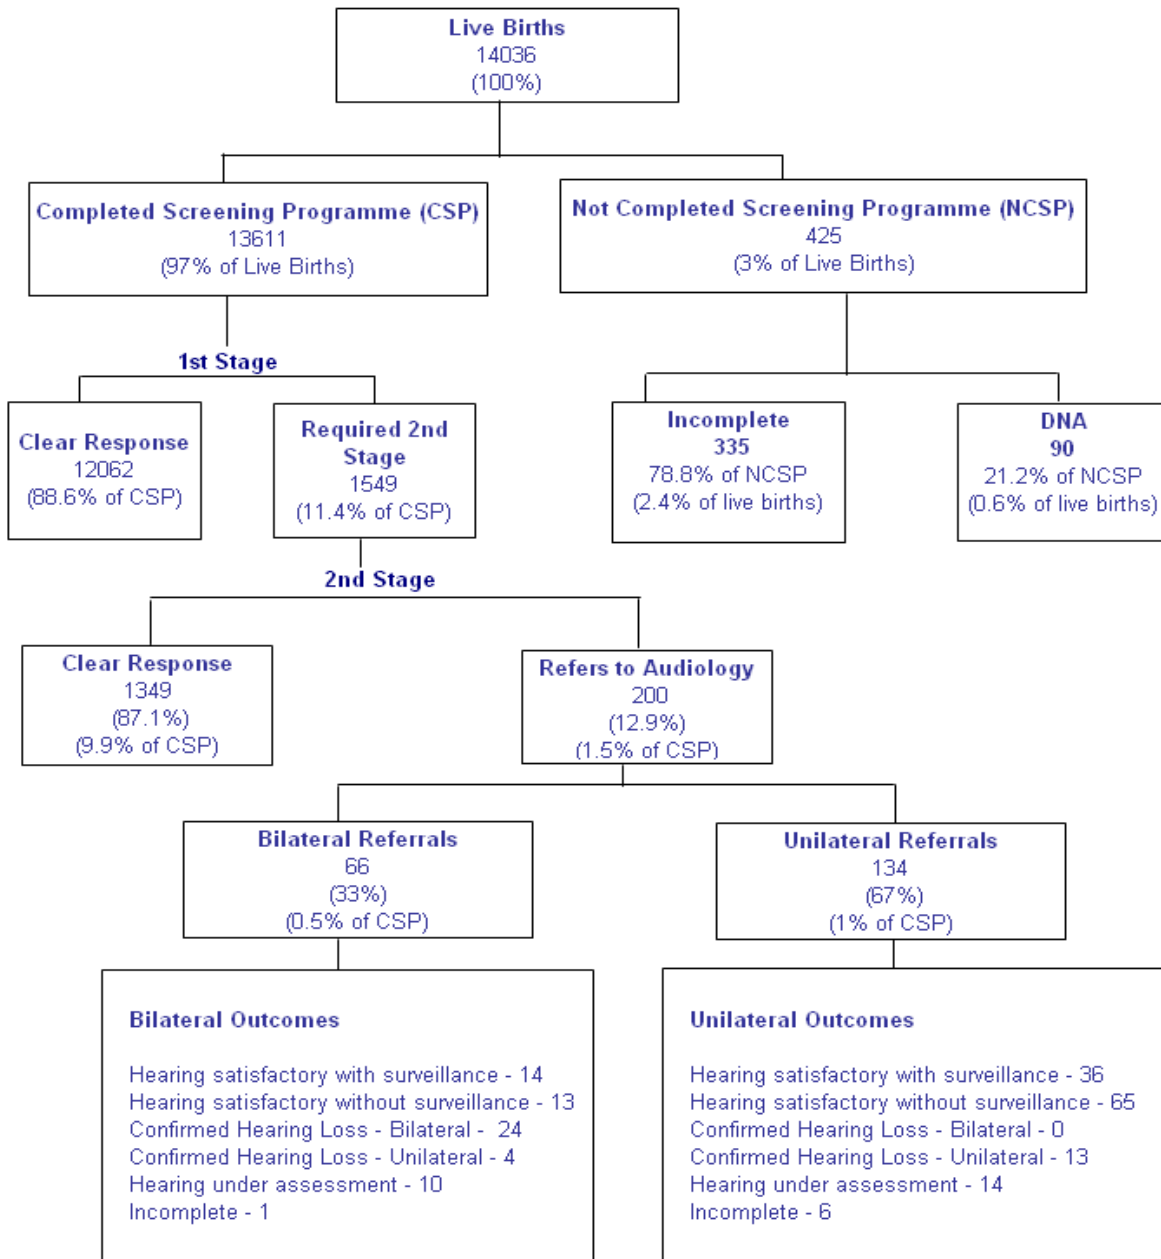 Live Births
14036
(100%)
Completed Screening Programme (CSP)
13611
(97% of Live Births)
Not Completed Screening Programme (NCSP)
425
(3% of Live Births)
1st Stage
Clear Response
12062
(88.6% of CSP)
Required 2nd
Stage
1549
(11.4% of CSP)
Incomplete
335
78.8% of NCSP
(2.4% of live births)
DNA
90
21.2% of NCSP
(0.6% of live births)
2nd Stage
Clear Response
1349
(87.1%)
(9.9% of CSP)
Refers to Audiology
200
(12.9%)
(1.5% of CSP)
Bilateral Referrals
66
(33%)
(0.5% of CSP)
Unilateral Referrals
134
(67%)
(1% of CSP)
Bilateral Outcomes
Hearing satisfactory with surveillance - 14
Hearing satisfactory without surveillance - 13
Confirmed Hearing Loss - Bilateral - 24
Confirmed Hearing Loss - Unilateral - 4
Hearing under assessment - 10
Incomplete - 1
Unilateral Outcomes
Hearing satisfactory with surveillance - 36
Hearing satisfactory without surveillance - 65
Confirmed Hearing Loss - Bilateral - 0
Confirmed Hearing Loss - Unilateral - 13
Hearing under assessment - 14
Incomplete - 6